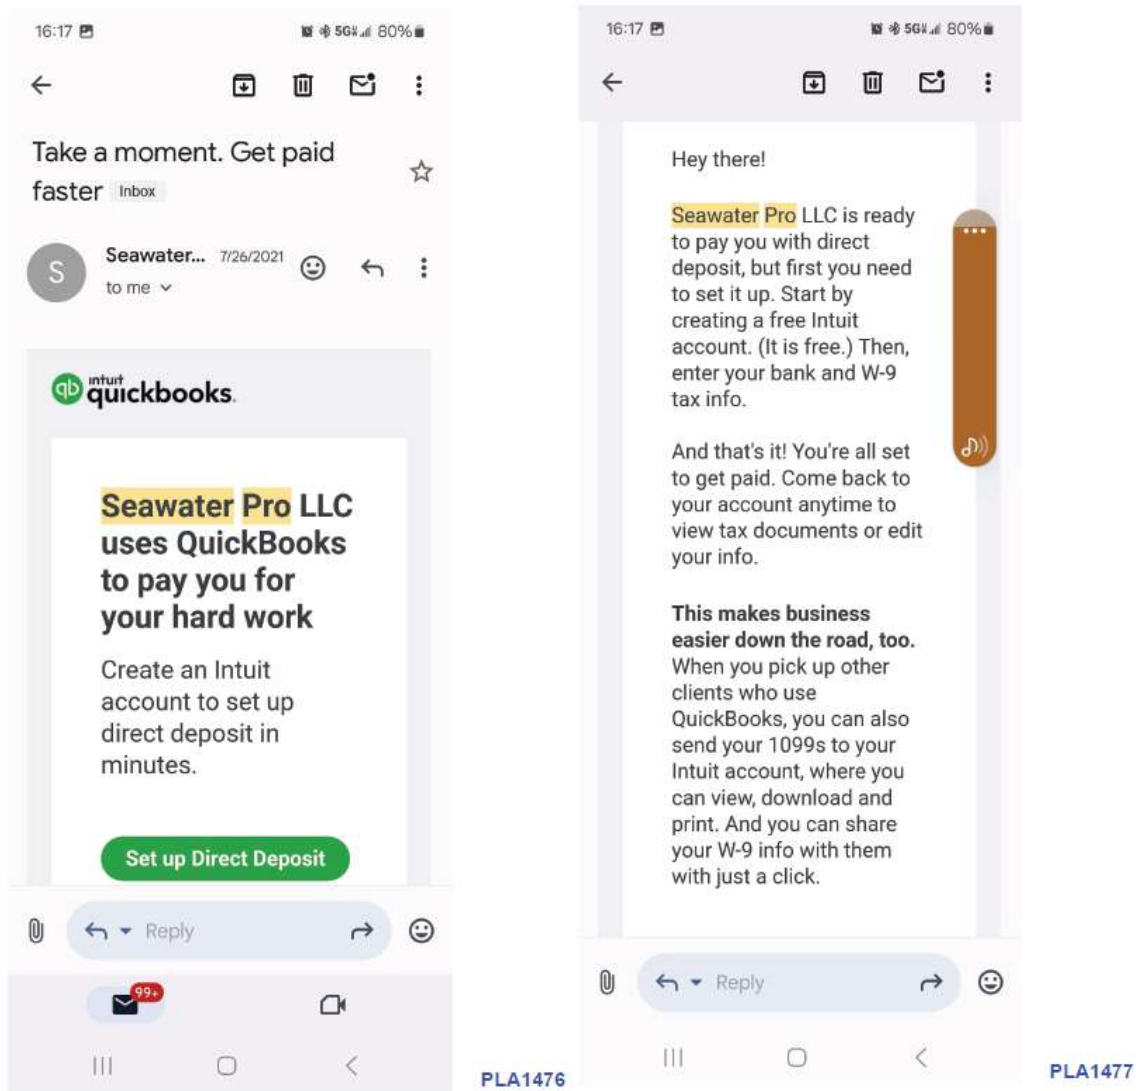 16:17 5G 80%
Take a moment. Get paid
faster Inbox
S
Seawater... 7/26/2021
to me
intuit
qb quickbooks.
Seawater Pro LLC
uses QuickBooks
to pay you for
your hard work
Create an Intuit
account to set up
direct deposit in
minutes.
Set up Direct Deposit
Reply
99+
PLA1476
16:17 5G 80%
Hey there!
Seawater Pro LLC is ready
to pay you with direct
deposit, but first you need
to set it up. Start by
creating a free Intuit
account. (It is free.) Then,
enter your bank and W-9
tax info.
And that's it! You're all set
to get paid. Come back to
your account anytime to
view tax documents or edit
your info.
This makes business
easier down the road, too.
When you pick up other
clients who use
QuickBooks, you can also
send your 1099s to your
Intuit account, where you
can view, download and
print. And you can share
your W-9 info with them
with just a click.
Reply
PLA1477